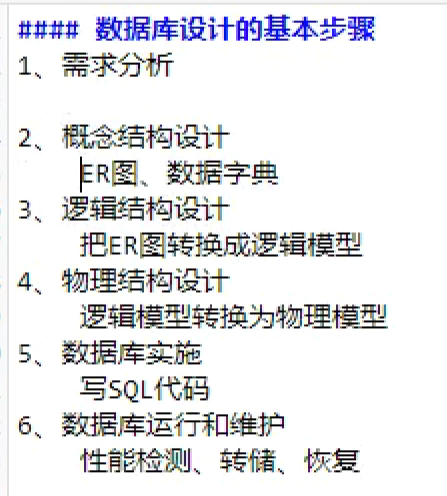 #### 数据库设计的基本步骤
1、需求分析
2、概念结构设计
ER图、数据字典
3、逻辑结构设计
把ER图转换成逻辑模型
4、物理结构设计
逻辑模型转换为物理模型
5、数据库实施
写SQL代码
6、数据库运行和维护
性能检测、转储、恢复